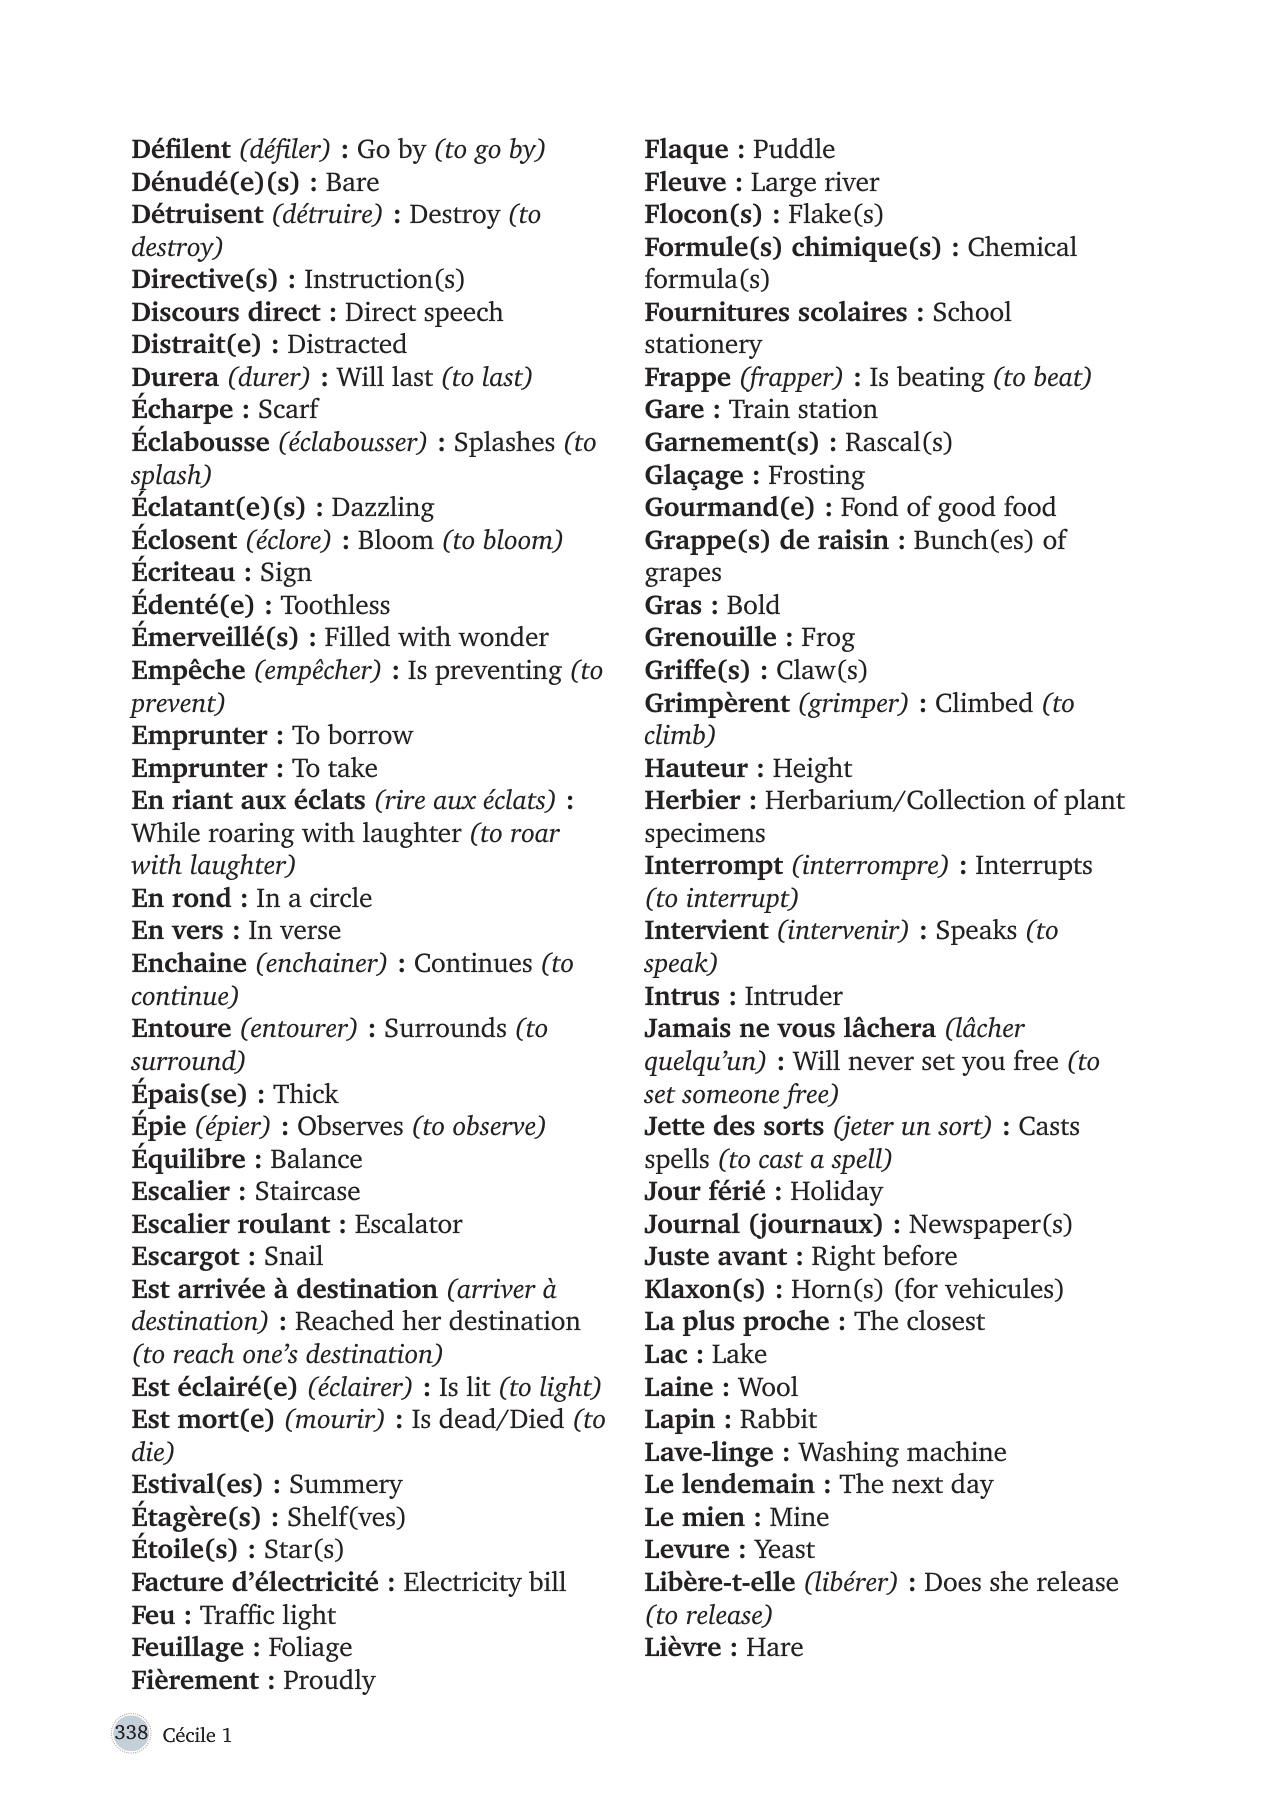 Défilent (défiler) : Go by (to go by)
Dénudé(e)(s) : Bare
Détruisent (détruire) : Destroy (to
destroy)
Directive(s) : Instruction(s)
Discours direct : Direct speech
Distrait(e) : Distracted
Durera (durer) : Will last (to last)
Écharpe : Scarf
Éclabousse (éclabousser) : Splashes (to
splash)
Éclatant(e)(s) : Dazzling
Éclosent (éclore) : Bloom (to bloom)
Écriteau : Sign
Édenté(e) : Toothless
Émerveillé(s) : Filled with wonder
Empêche (empêcher) : Is preventing (to
prevent)
Emprunter : To borrow
Emprunter : To take
En riant aux éclats (rire aux éclats) :
While roaring with laughter (to roar
with laughter)
En rond : In a circle
En vers : In verse
Enchaine (enchainer) : Continues (to
continue)
Entoure (entourer) : Surrounds (to
surround)
Épais(se) : Thick
Épie (épier) : Observes (to observe)
Équilibre : Balance
Escalier : Staircase
Escalier roulant : Escalator
Escargot : Snail
Est arrivée à destination (arriver à
destination) : Reached her destination
(to reach one’s destination)
Est éclairé(e) (éclairer) : Is lit (to light)
Est mort(e) (mourir) : Is dead/Died (to
die)
Estival(es) : Summery
Étagère(s) : Shelf(ves)
Étoile(s) : Star(s)
Facture d’électricité : Electricity bill
Feu : Traffic light
Feuillage : Foliage
Fièrement : Proudly
Flaque : Puddle
Fleuve : Large river
Flocon(s) : Flake(s)
Formule(s) chimique(s) : Chemical
formula(s)
Fournitures scolaires : School
stationery
Frappe (frapper) : Is beating (to beat)
Gare : Train station
Garnement(s) : Rascal(s)
Glaçage : Frosting
Gourmand(e) : Fond of good food
Grappe(s) de raisin : Bunch(es) of
grapes
Gras : Bold
Grenouille : Frog
Griffe(s) : Claw(s)
Grimpèrent (grimper) : Climbed (to
climb)
Hauteur : Height
Herbier : Herbarium/Collection of plant
specimens
Interrompt (interrompre) : Interrupts
(to interrupt)
Intervient (intervenir) : Speaks (to
speak)
Intrus : Intruder
Jamais ne vous lâchera (lâcher
quelqu’un) : Will never set you free (to
set someone free)
Jette des sorts (jeter un sort) : Casts
spells (to cast a spell)
Jour férié : Holiday
Journal (journaux) : Newspaper(s)
Juste avant : Right before
Klaxon(s) : Horn(s) (for vehicules)
La plus proche : The closest
Lac : Lake
Laine : Wool
Lapin : Rabbit
Lave-linge : Washing machine
Le lendemain : The next day
Le mien : Mine
Levure : Yeast
Libère-t-elle (libérer) : Does she release
(to release)
Lièvre : Hare
338 Cécile 1